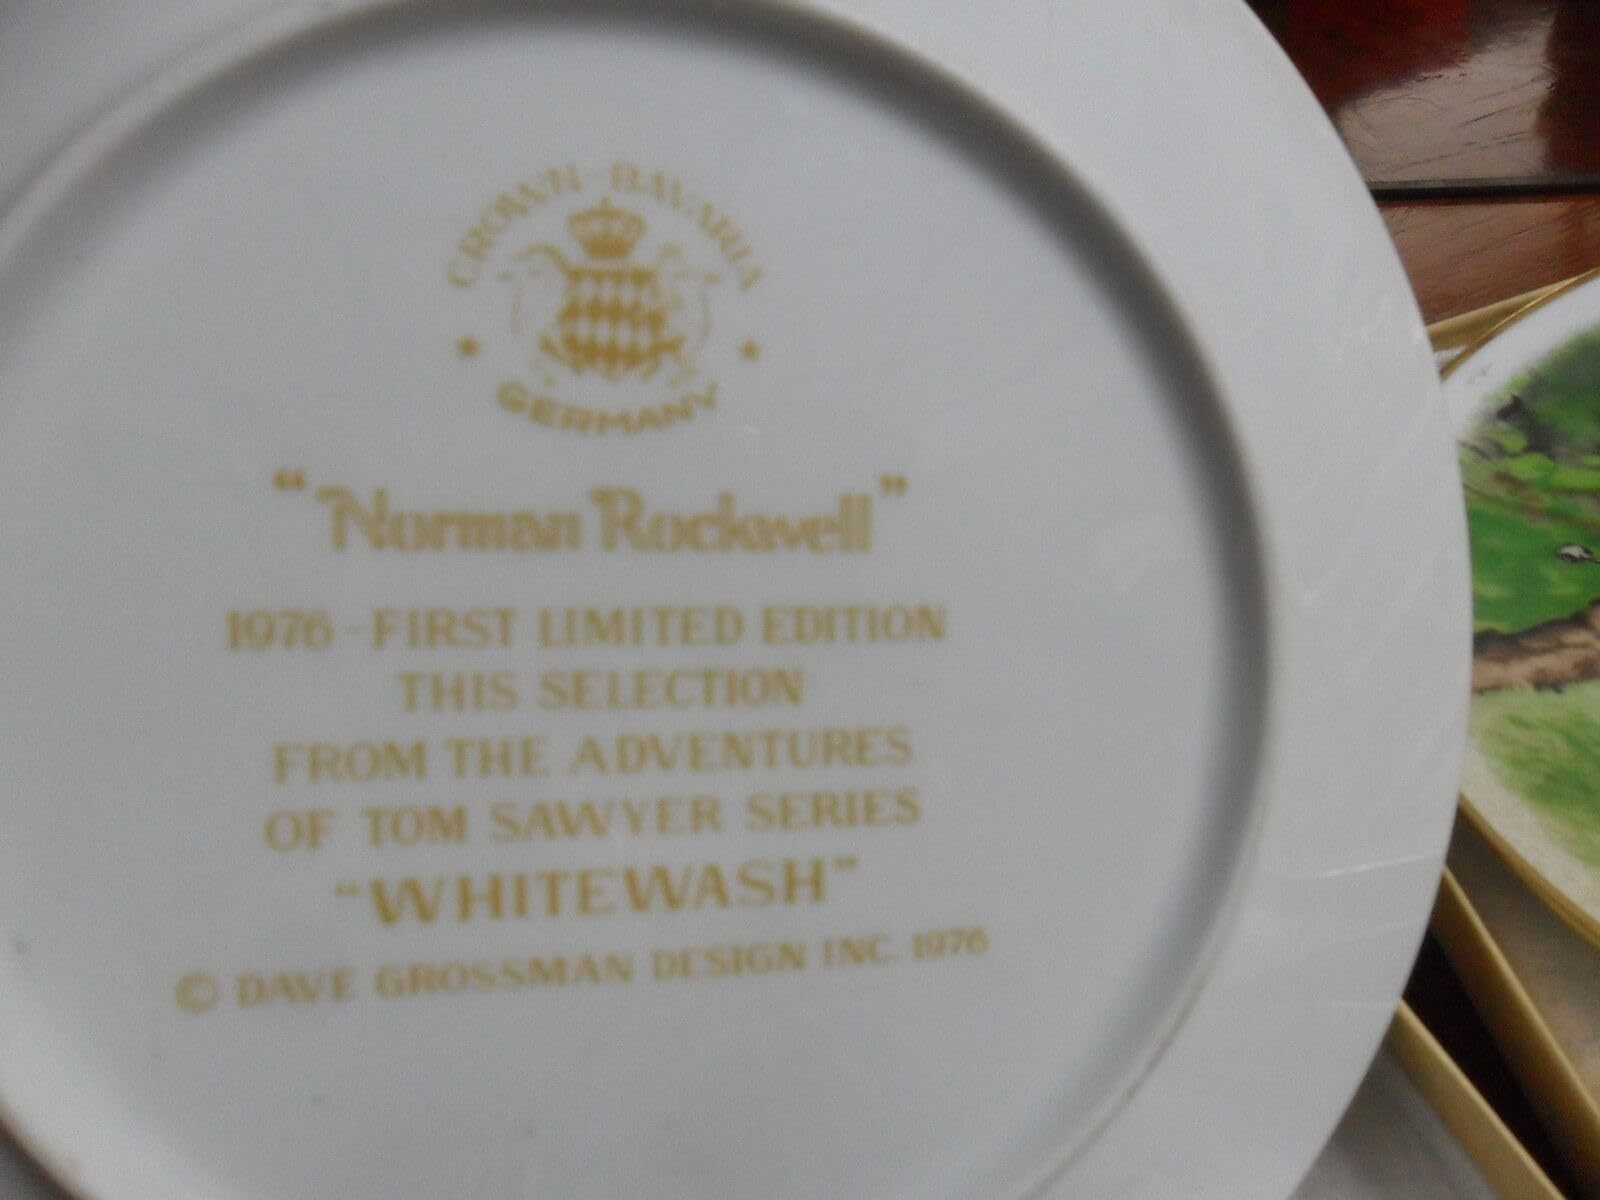 CROWN-BAVARIA
GERMANY
"Norman Rockwell"
1976-FIRST LIMITED EDITION
THIS SELECTION
FROM THE ADVENTURES
OF TOM SAWYER SERIES
"WHITEWASH"
© DAVE GROSSMAN DESIGN INC. 1976